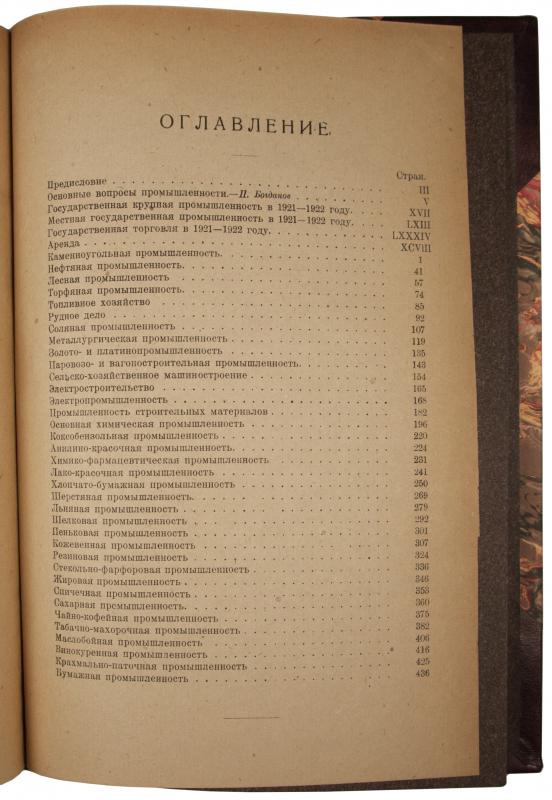 ОГЛАВЛЕНИЕ.
Стран.
Предисловие III
Основные вопросы промышленности.—П. Богданов V
Государственная крупная промышленность в 1921—1922 году. XVII
Местная государственная промышленность в 1921—1922 году. LXIII
Государственная торговля в 1921—1922 году. LXXXIV
Аренда XCVIII
Каменноугольная промышленность. 1
Нефтяная промышленность. 41
Лесная промышленность 57
Торфяная промышленность. 74
Топливное хозяйство 85
Рудное дело 92
Соляная промышленность 107
Металлургическая промышленность 119
Золото- и платинопромышленность 135
Паровозо- и вагоностроительная промышленность. 143
Сельско-хозяйственное машиностроение 154
Электростроительство 165
Электропромышленность 168
Промышленность строительных материалов 182
Основная химическая промышленность 196
Коксобензольная промышленность 220
Анилино-красочная промышленность. 224
Химико-фармацевтическая промышленность 231
Лако-красочная промышленность 241
Хлопчато-бумажная промышленность 250
Шерстяная промышленность. 269
Льняная промышленность 279
Шелковая промышленность 292
Пеньковая промышленность 301
Кожевенная промышленность 307
Резиновая промышленность 324
Стекольно-фарфоровая промышленность 336
Жировая промышленность 346
Спичечная промышленность 353
Сахарная промышленность. 360
Чайно-кофейная промышленность 375
Табачно-махорочная промышленность 382
Маслобойная промышленность 406
Винокуренная промышленность 416
Крахмально-паточная промышленность 425
Бумажная промышленность 436